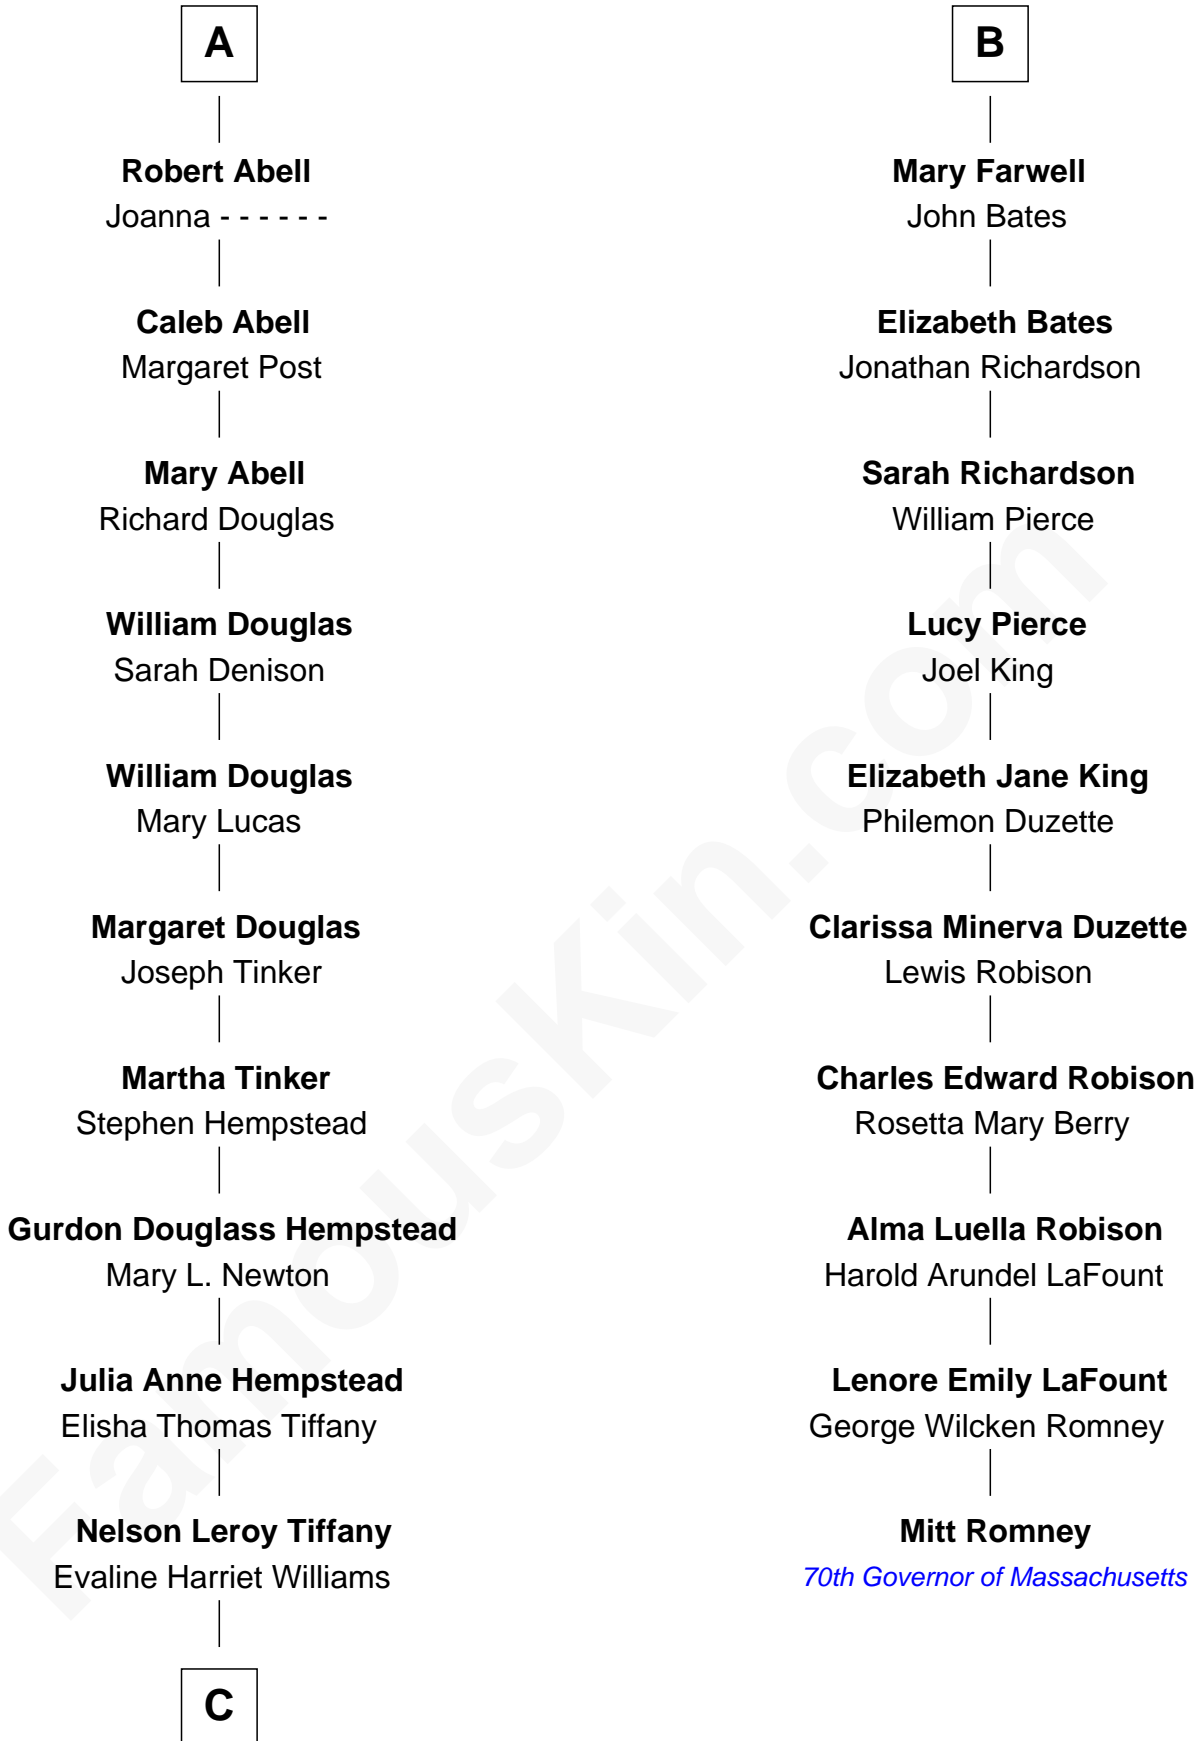 A
Robert Abell
Joanna - - - - - -
Caleb Abell
Margaret Post
Mary Abell
Richard Douglas
William Douglas
Sarah Denison
William Douglas
Mary Lucas
Margaret Douglas
Joseph Tinker
Martha Tinker
Stephen Hempstead
Gurdon Douglass Hempstead
Mary L. Newton
Julia Anne Hempstead
Elisha Thomas Tiffany
Nelson Leroy Tiffany
Evaline Harriet Williams
C
B
Mary Farwell
John Bates
Elizabeth Bates
Jonathan Richardson
Sarah Richardson
William Pierce
Lucy Pierce
Joel King
Elizabeth Jane King
Philemon Duzette
Clarissa Minerva Duzette
Lewis Robison
Charles Edward Robison
Rosetta Mary Berry
Alma Luella Robison
Harold Arundel LaFount
Lenore Emily LaFount
George Wilcken Romney
Mitt Romney
70th Governor of Massachusetts
FamousKin.com